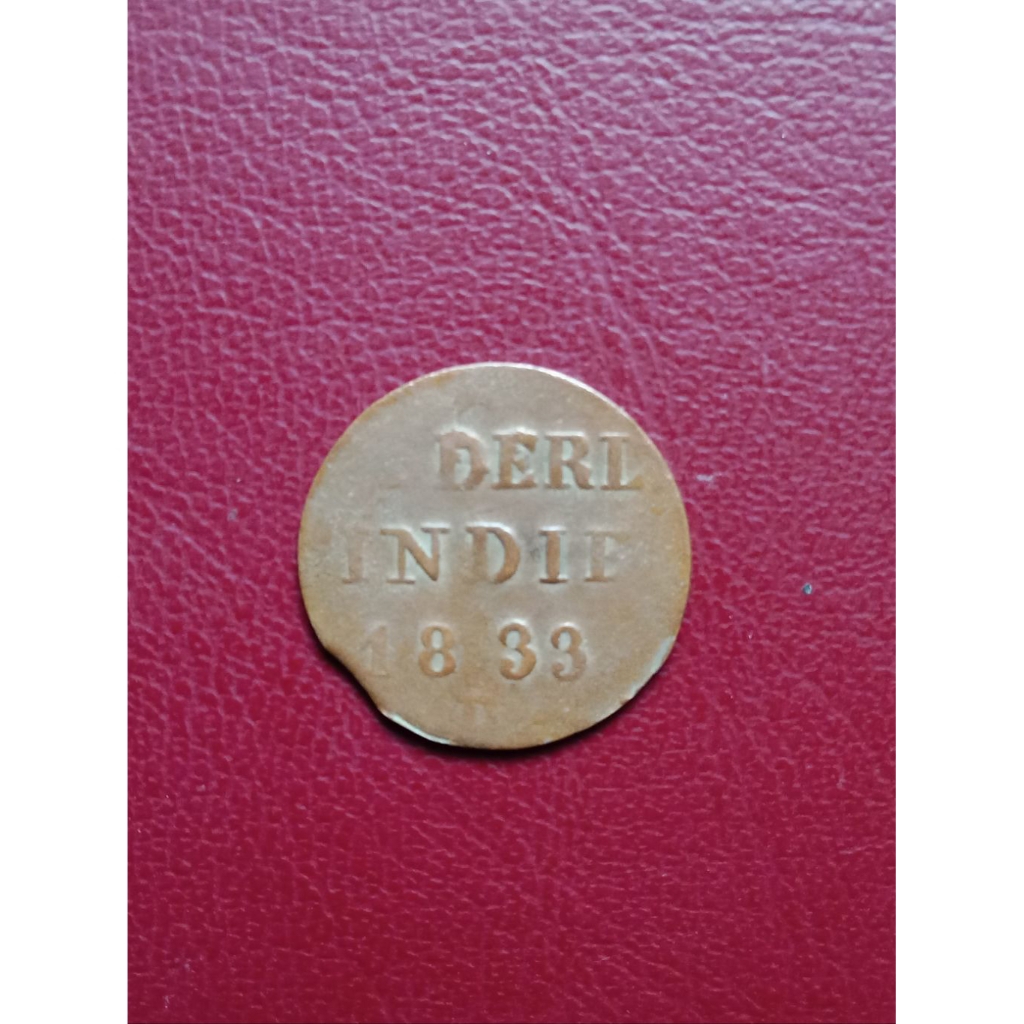 DERL
INDIE
1833